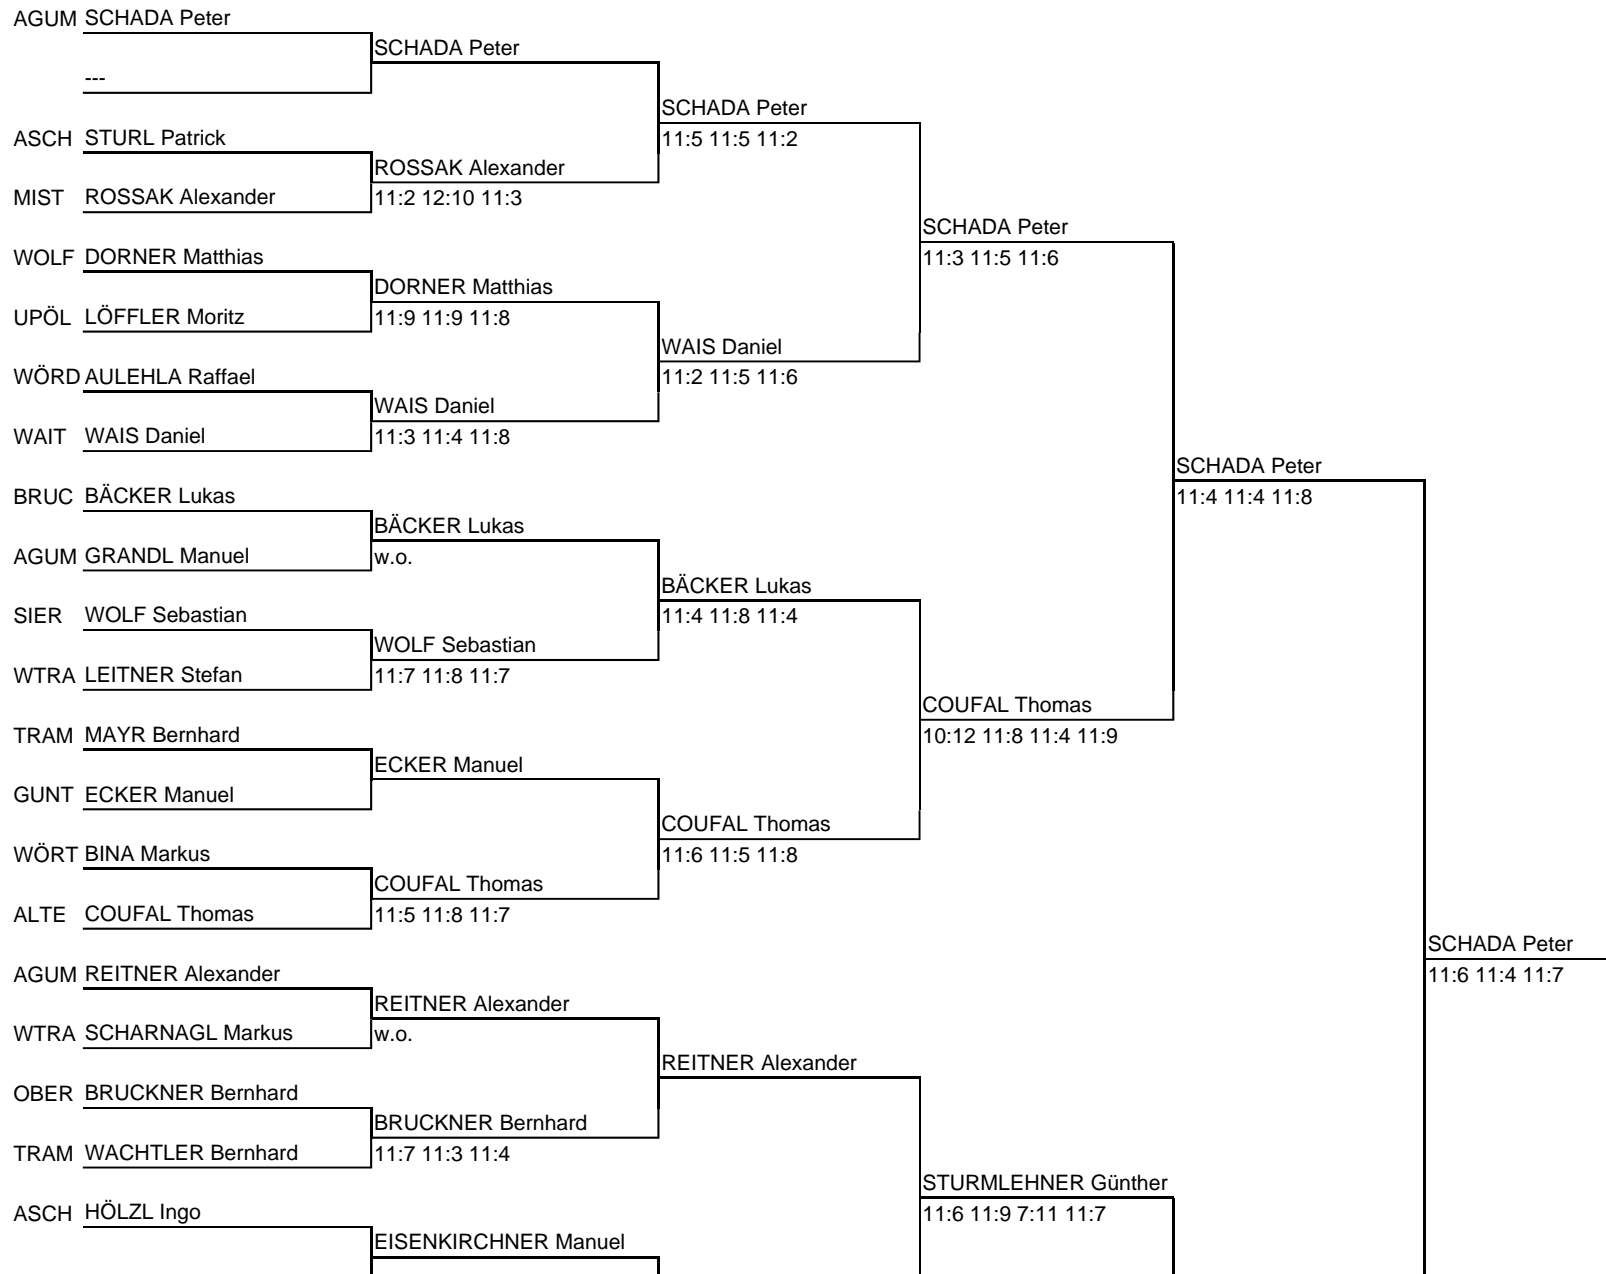 AGUM SCHADA Peter
SCHADA Peter
---
SCHADA Peter
ASCH STURL Patrick
11:5 11:5 11:2
ROSSAK Alexander
MIST ROSSAK Alexander
11:2 12:10 11:3
SCHADA Peter
WOLF DORNER Matthias
11:3 11:5 11:6
DORNER Matthias
UPÖL LÖFFLER Moritz
11:9 11:9 11:8
WAIS Daniel
WÖRD AULEHLA Raffael
11:2 11:5 11:6
WAIS Daniel
WAIT WAIS Daniel
11:3 11:4 11:8
SCHADA Peter
BRUC BÄCKER Lukas
11:4 11:4 11:8
BÄCKER Lukas
AGUM GRANDL Manuel
w.o.
BÄCKER Lukas
SIER WOLF Sebastian
11:4 11:8 11:4
WOLF Sebastian
WTRA LEITNER Stefan
11:7 11:8 11:7
COUFAL Thomas
TRAM MAYR Bernhard
10:12 11:8 11:4 11:9
ECKER Manuel
GUNT ECKER Manuel
COUFAL Thomas
WÖRT BINA Markus
11:6 11:5 11:8
COUFAL Thomas
ALTE COUFAL Thomas
11:5 11:8 11:7
SCHADA Peter
AGUM REITNER Alexander
11:6 11:4 11:7
REITNER Alexander
WTRA SCHARNAGL Markus
w.o.
REITNER Alexander
OBER BRUCKNER Bernhard
BRUCKNER Bernhard
TRAM WACHTLER Bernhard
11:7 11:3 11:4
STURMLEHNER Günther
ASCH HÖLZL Ingo
11:6 11:9 7:11 11:7
EISENKIRCHNER Manuel